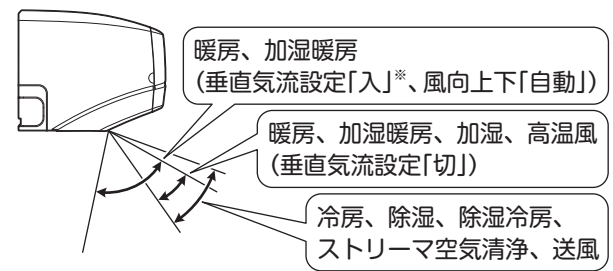 暖房、加湿暖房
（垂直気流設定「入」※、風向上下「自動」）
暖房、加湿暖房、加湿、高温風
（垂直気流設定「切」）
冷房、除湿、除湿冷房、
ストリーマ空気清浄、送風